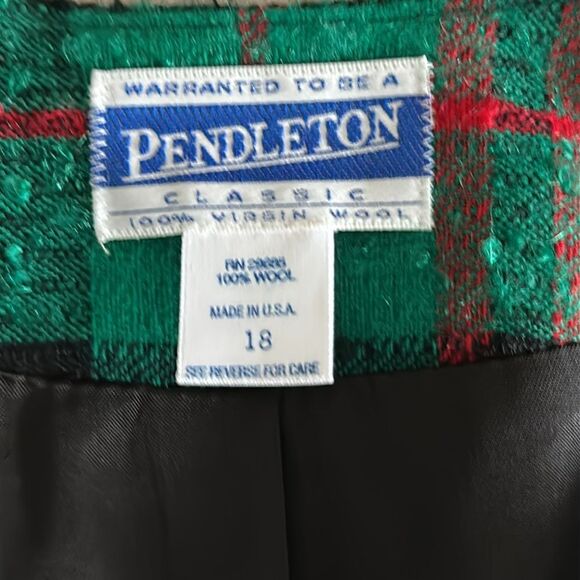 WARRANTED TO BE A
PENDLETON
CLASSIC
100% VIRGIN WOOL
RN 29685
100% WOOL
MADE IN U.S.A.
18
SEE REVERSE FOR CARE